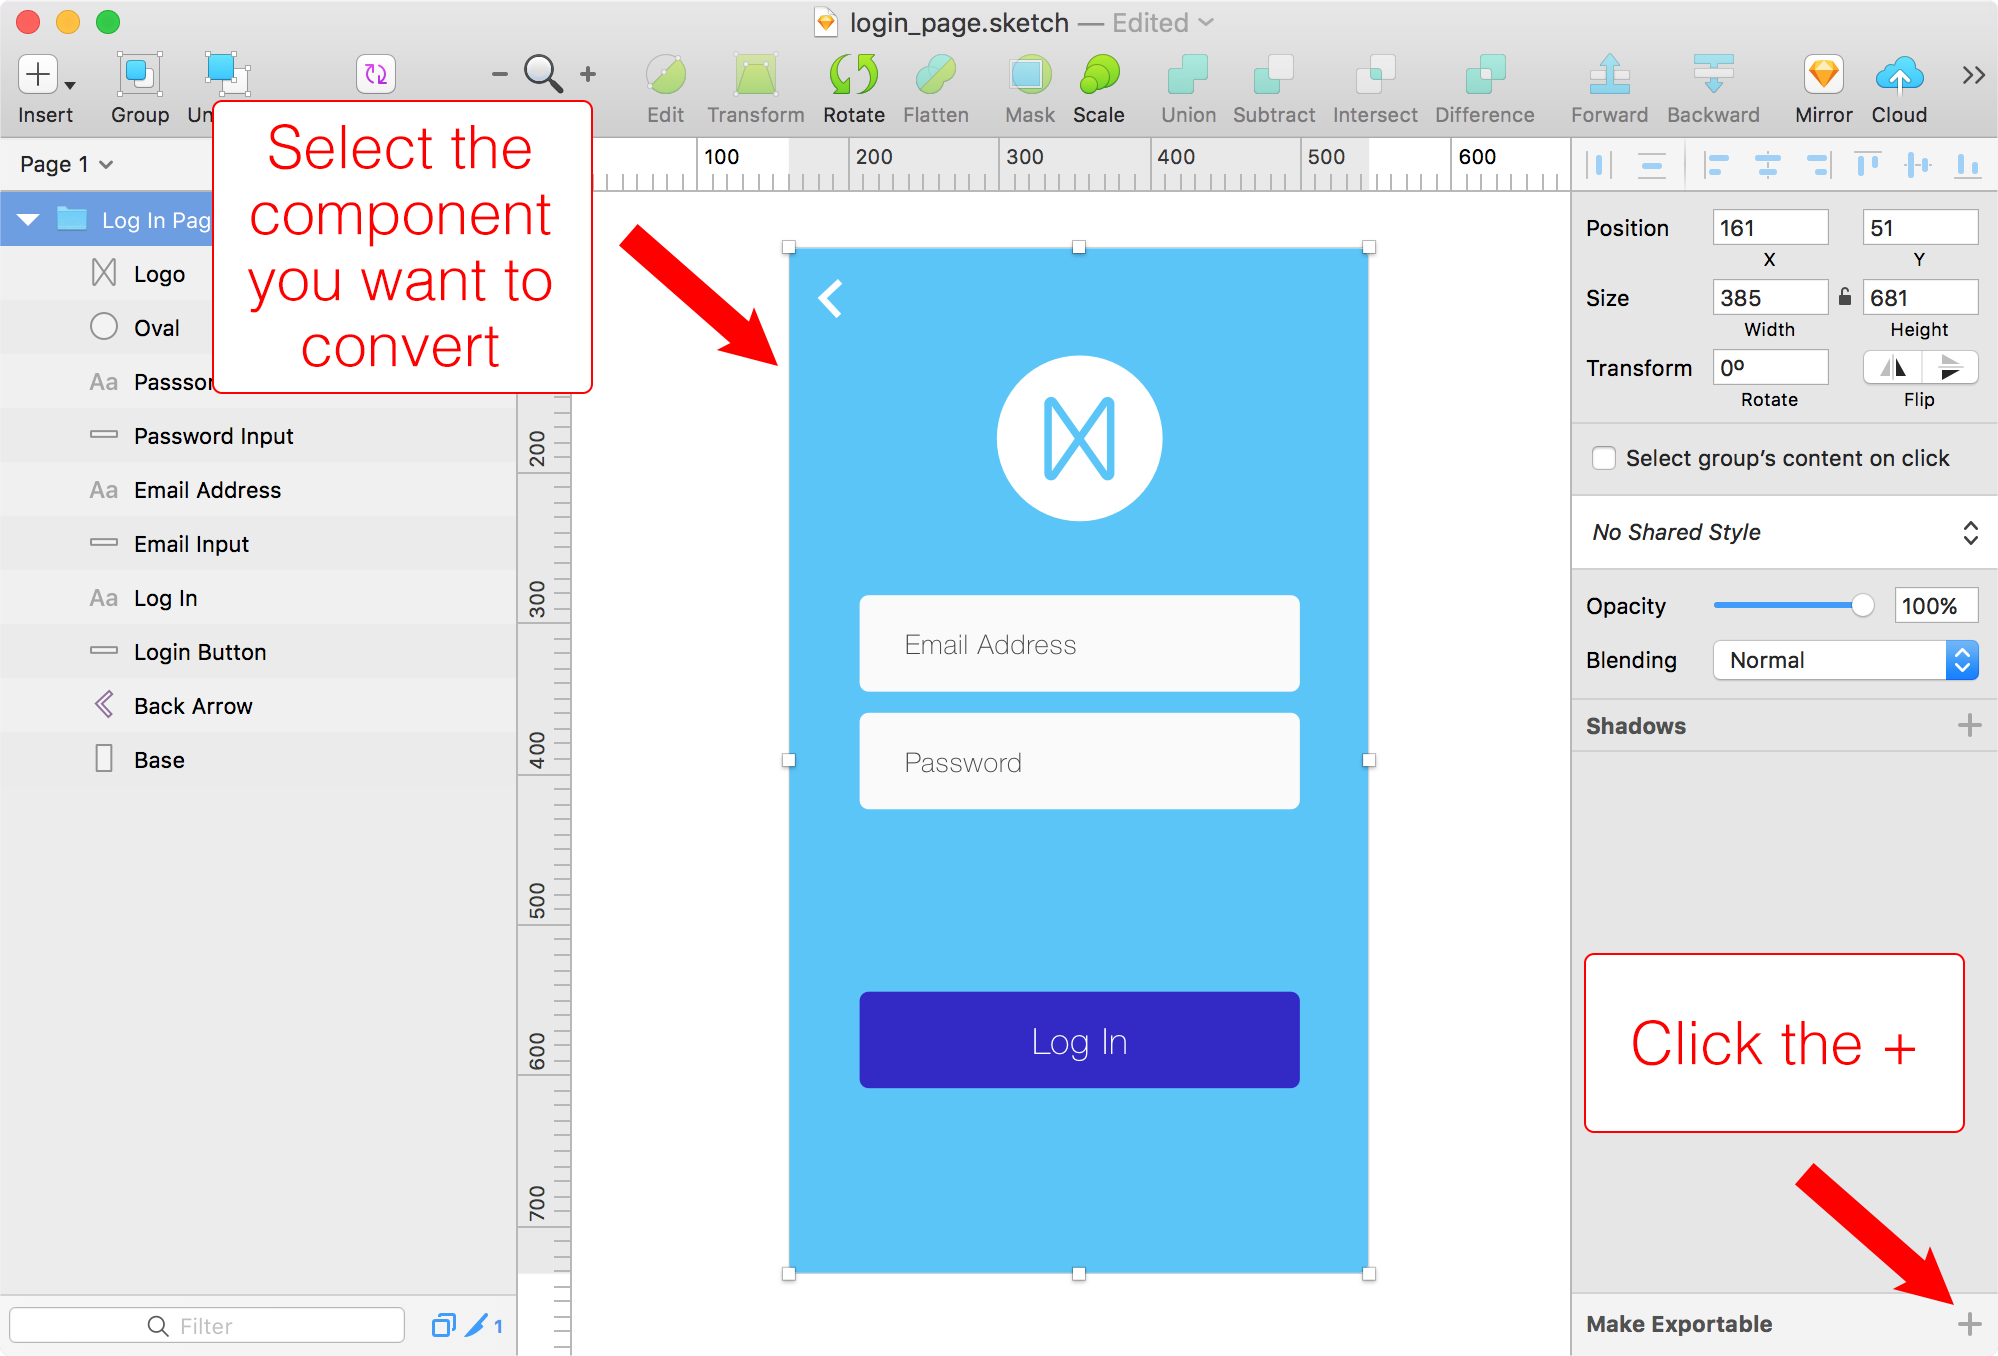 login_page.sketch — Edited
Insert
Group
Un
Edit
Transform
Rotate
Flatten
Mask
Scale
Union
Subtract
Intersect
Difference
Forward
Backward
Mirror
Cloud
Page 1
100
200
300
400
500
600
Log In Pag
Logo
Oval
Passsor
Aa
Password Input
Aa
Email Address
Email Input
Aa
Log In
Login Button
Back Arrow
Base
Filter
1
Select the
component
you want to
convert
200
300
400
500
600
700
Email Address
Password
Log In
Position
161
51
X
Y
Size
385
681
Width
Height
Transform
0º
Rotate
Flip
Select group’s content on click
No Shared Style
Opacity
100%
Blending
Normal
Shadows
Click the +
Make Exportable